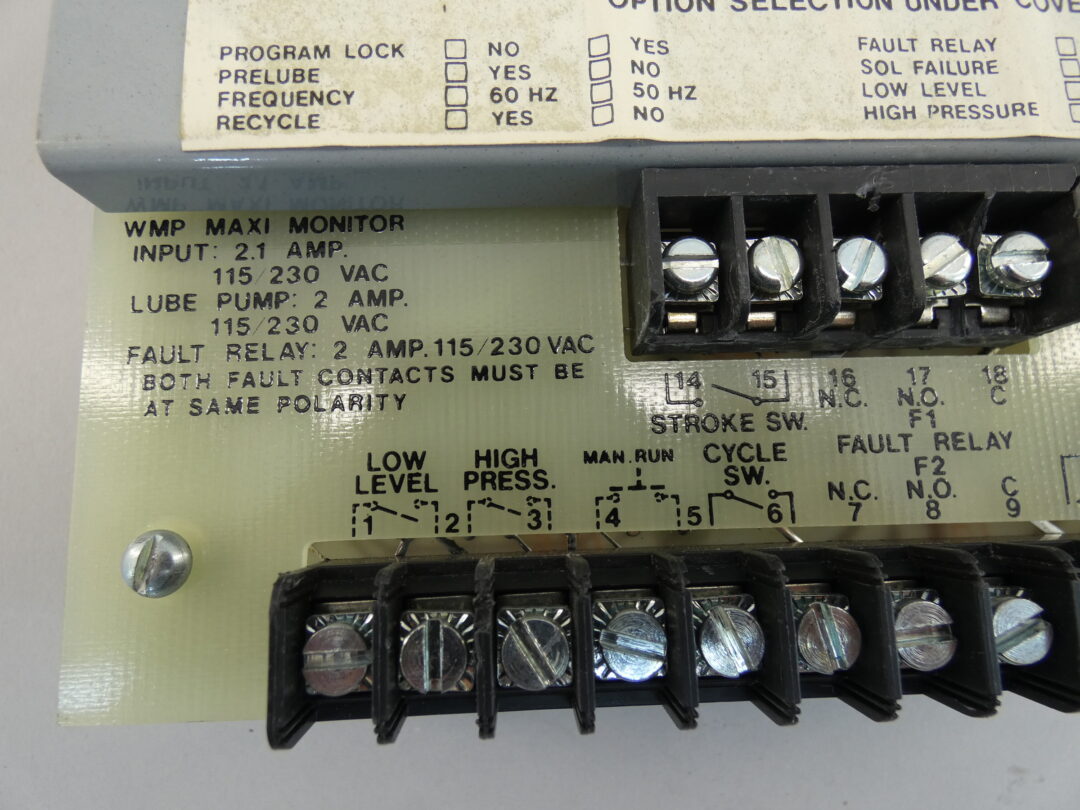 OPTION SELECTION UNDER COVE
PROGRAM LOCK NO YES FAULT RELAY
PRELUBE YES NO SOL FAILURE
FREQUENCY 60 HZ 50 HZ LOW LEVEL
RECYCLE YES NO HIGH PRESSURE
WMP MAXI MONITOR
INPUT: 2.1 AMP.
115/230 VAC
LUBE PUMP: 2 AMP.
115/230 VAC
FAULT RELAY: 2 AMP. 115/230 VAC
BOTH FAULT CONTACTS MUST BE
AT SAME POLARITY
14 15 16 17 18
N.C. N.O. C
STROKE SW. F1
FAULT RELAY
F2
LOW HIGH MAN. RUN CYCLE
LEVEL PRESS. SW.
N.C. N.O. C
1 2 3 4 5 6 7 8 9